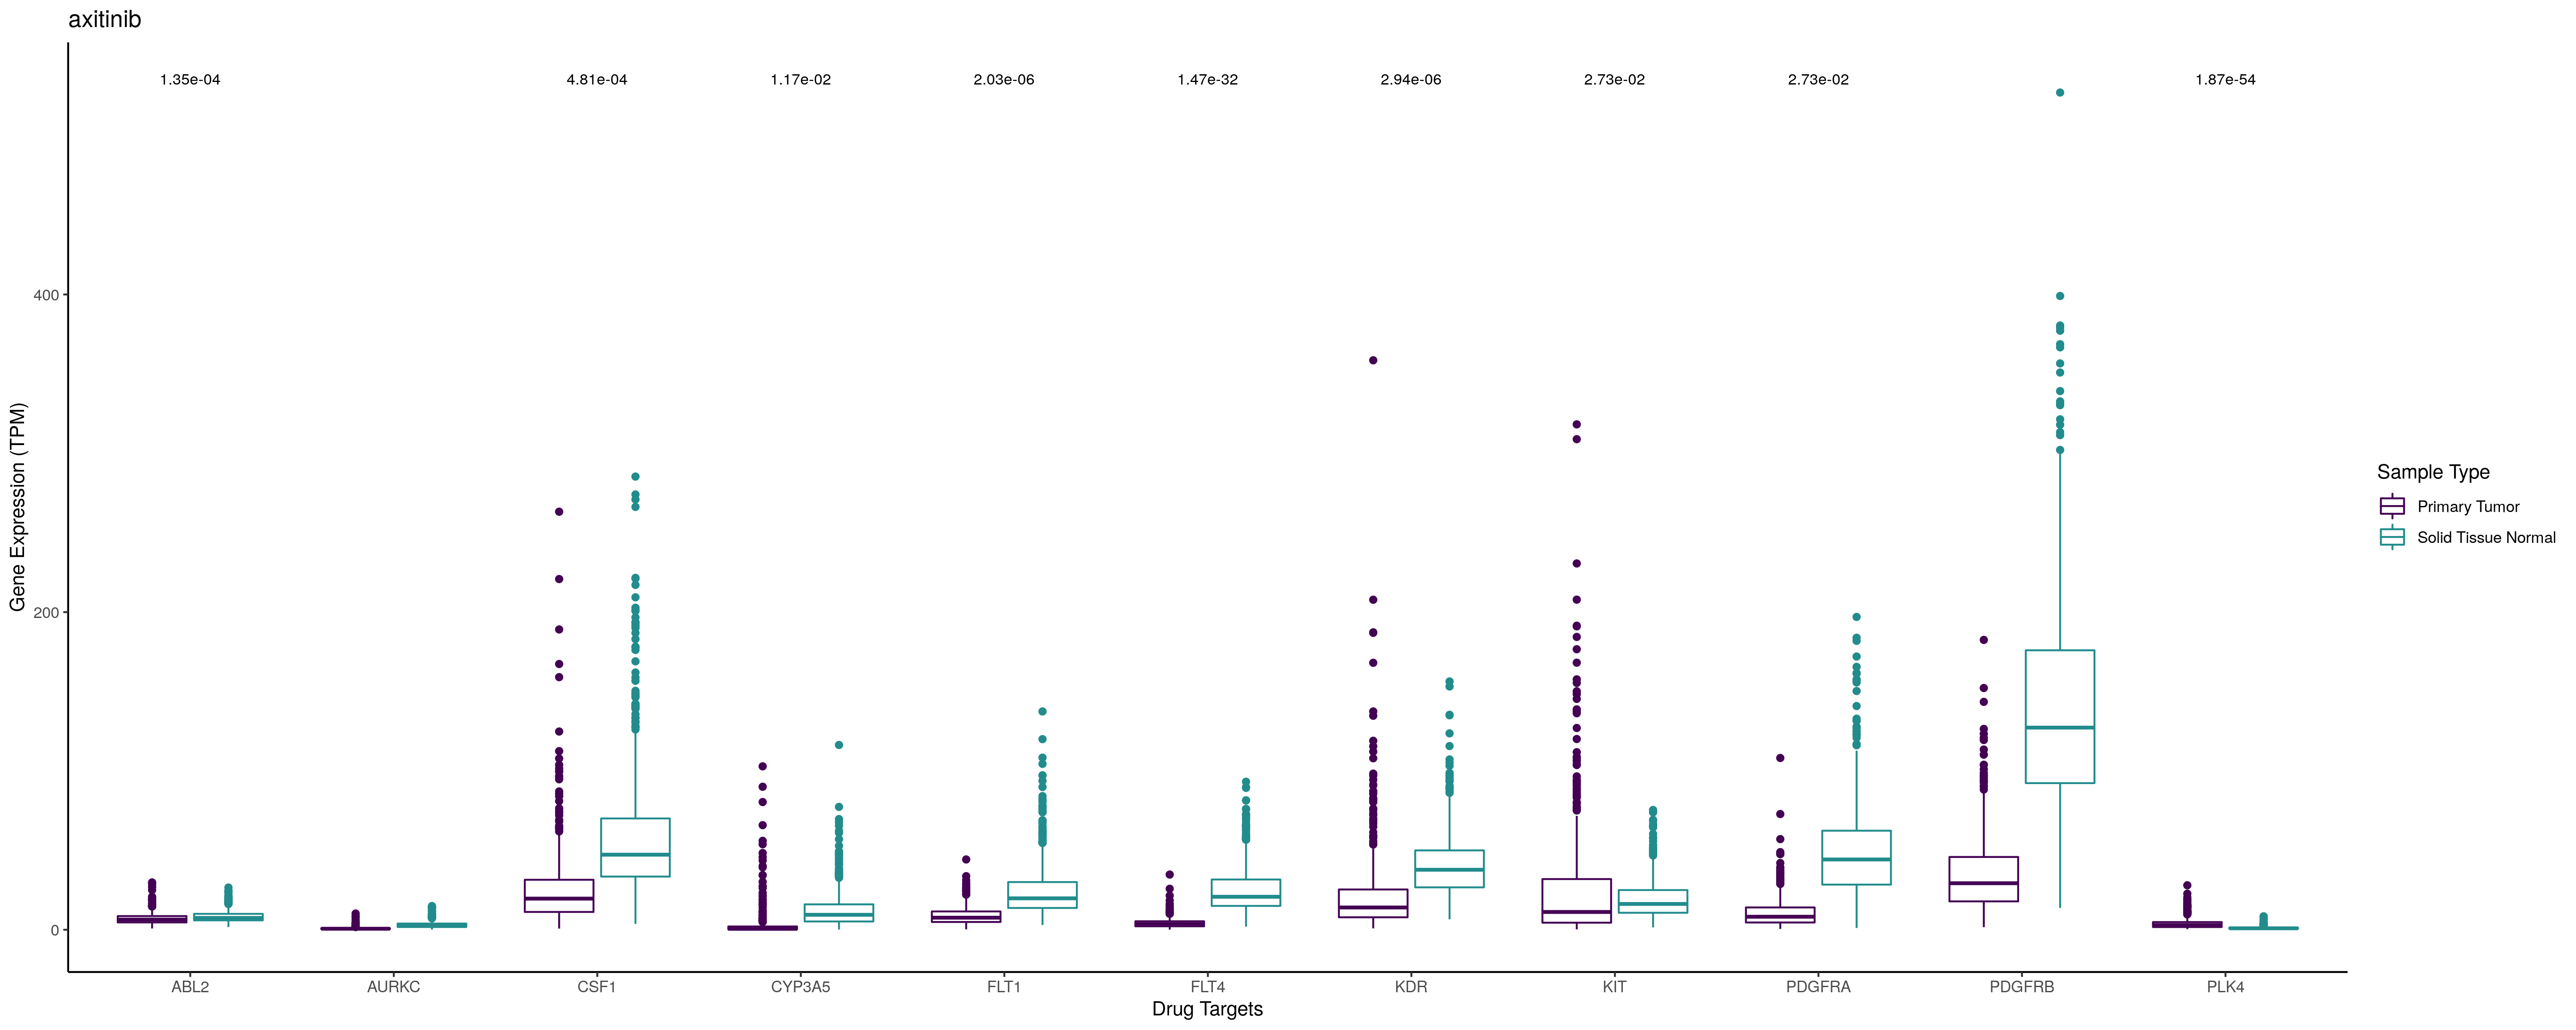 axitinib
1.35e-04 4.81e-04 1.17e-02 2.03e-06 1.47e-32 2.94e-06 2.73e-02 2.73e-02 1.87e-54
Gene Expression (TPM)
400
200
0
Sample Type
Primary Tumor
Solid Tissue Normal
ABL2 AURKC CSF1 CYP3A5 FLT1 FLT4 KDR KIT PDGFRA PDGFRB PLK4
Drug Targets